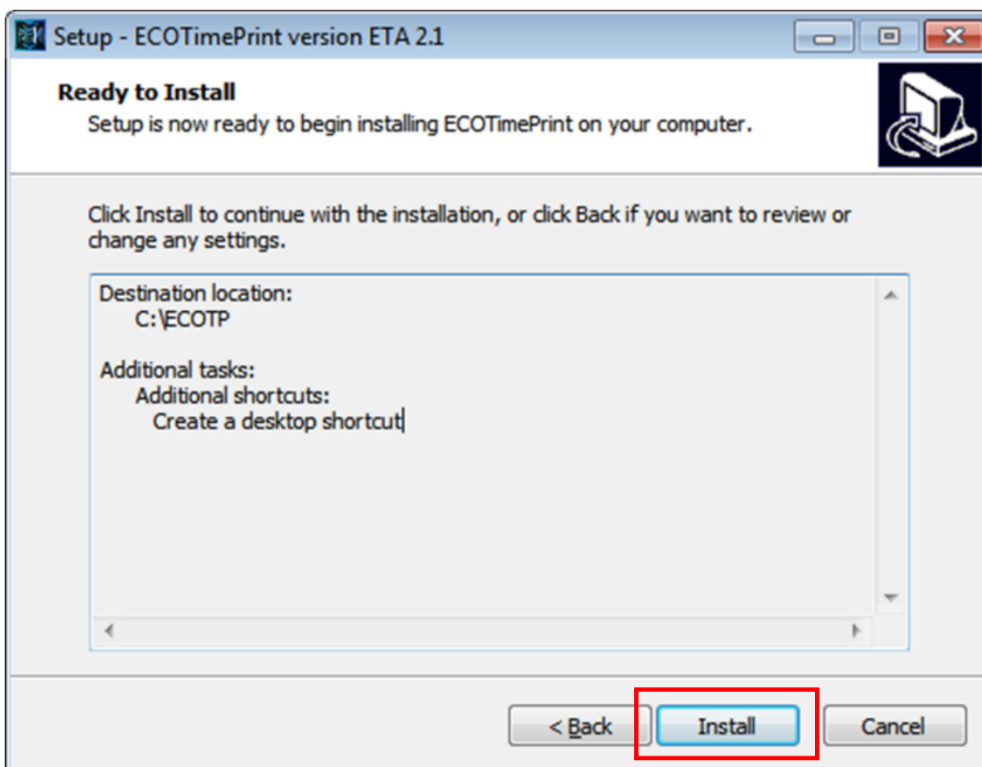 Setup - ECOTimePrint version ETA 2.1
Ready to Install
Setup is now ready to begin installing ECOTimePrint on your computer.
Click Install to continue with the installation, or click Back if you want to review or
change any settings.
Destination location:
C:\ECOTP
Additional tasks:
Additional shortcuts:
Create a desktop shortcut
< Back Install Cancel